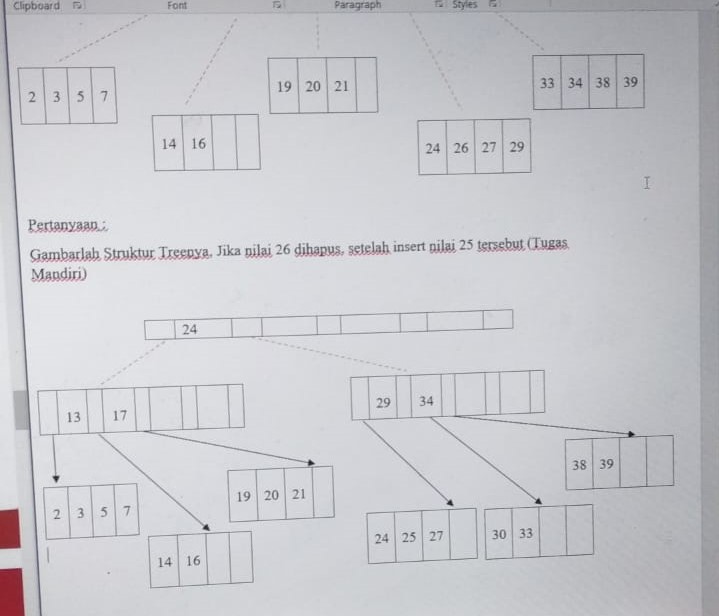 Clipboard Font Paragraph Styles
19 20 21
33 34 38 39
2 3 5 7
14 16
24 26 27 29
Pertanyaan :
Gambarlah Struktur Treenya, Jika nilai 26 dihapus, setelah insert nilai 25 tersebut (Tugas
Mandiri)
24
13 17
29 34
38 39
2 3 5 7
19 20 21
14 16
24 25 27
30 33